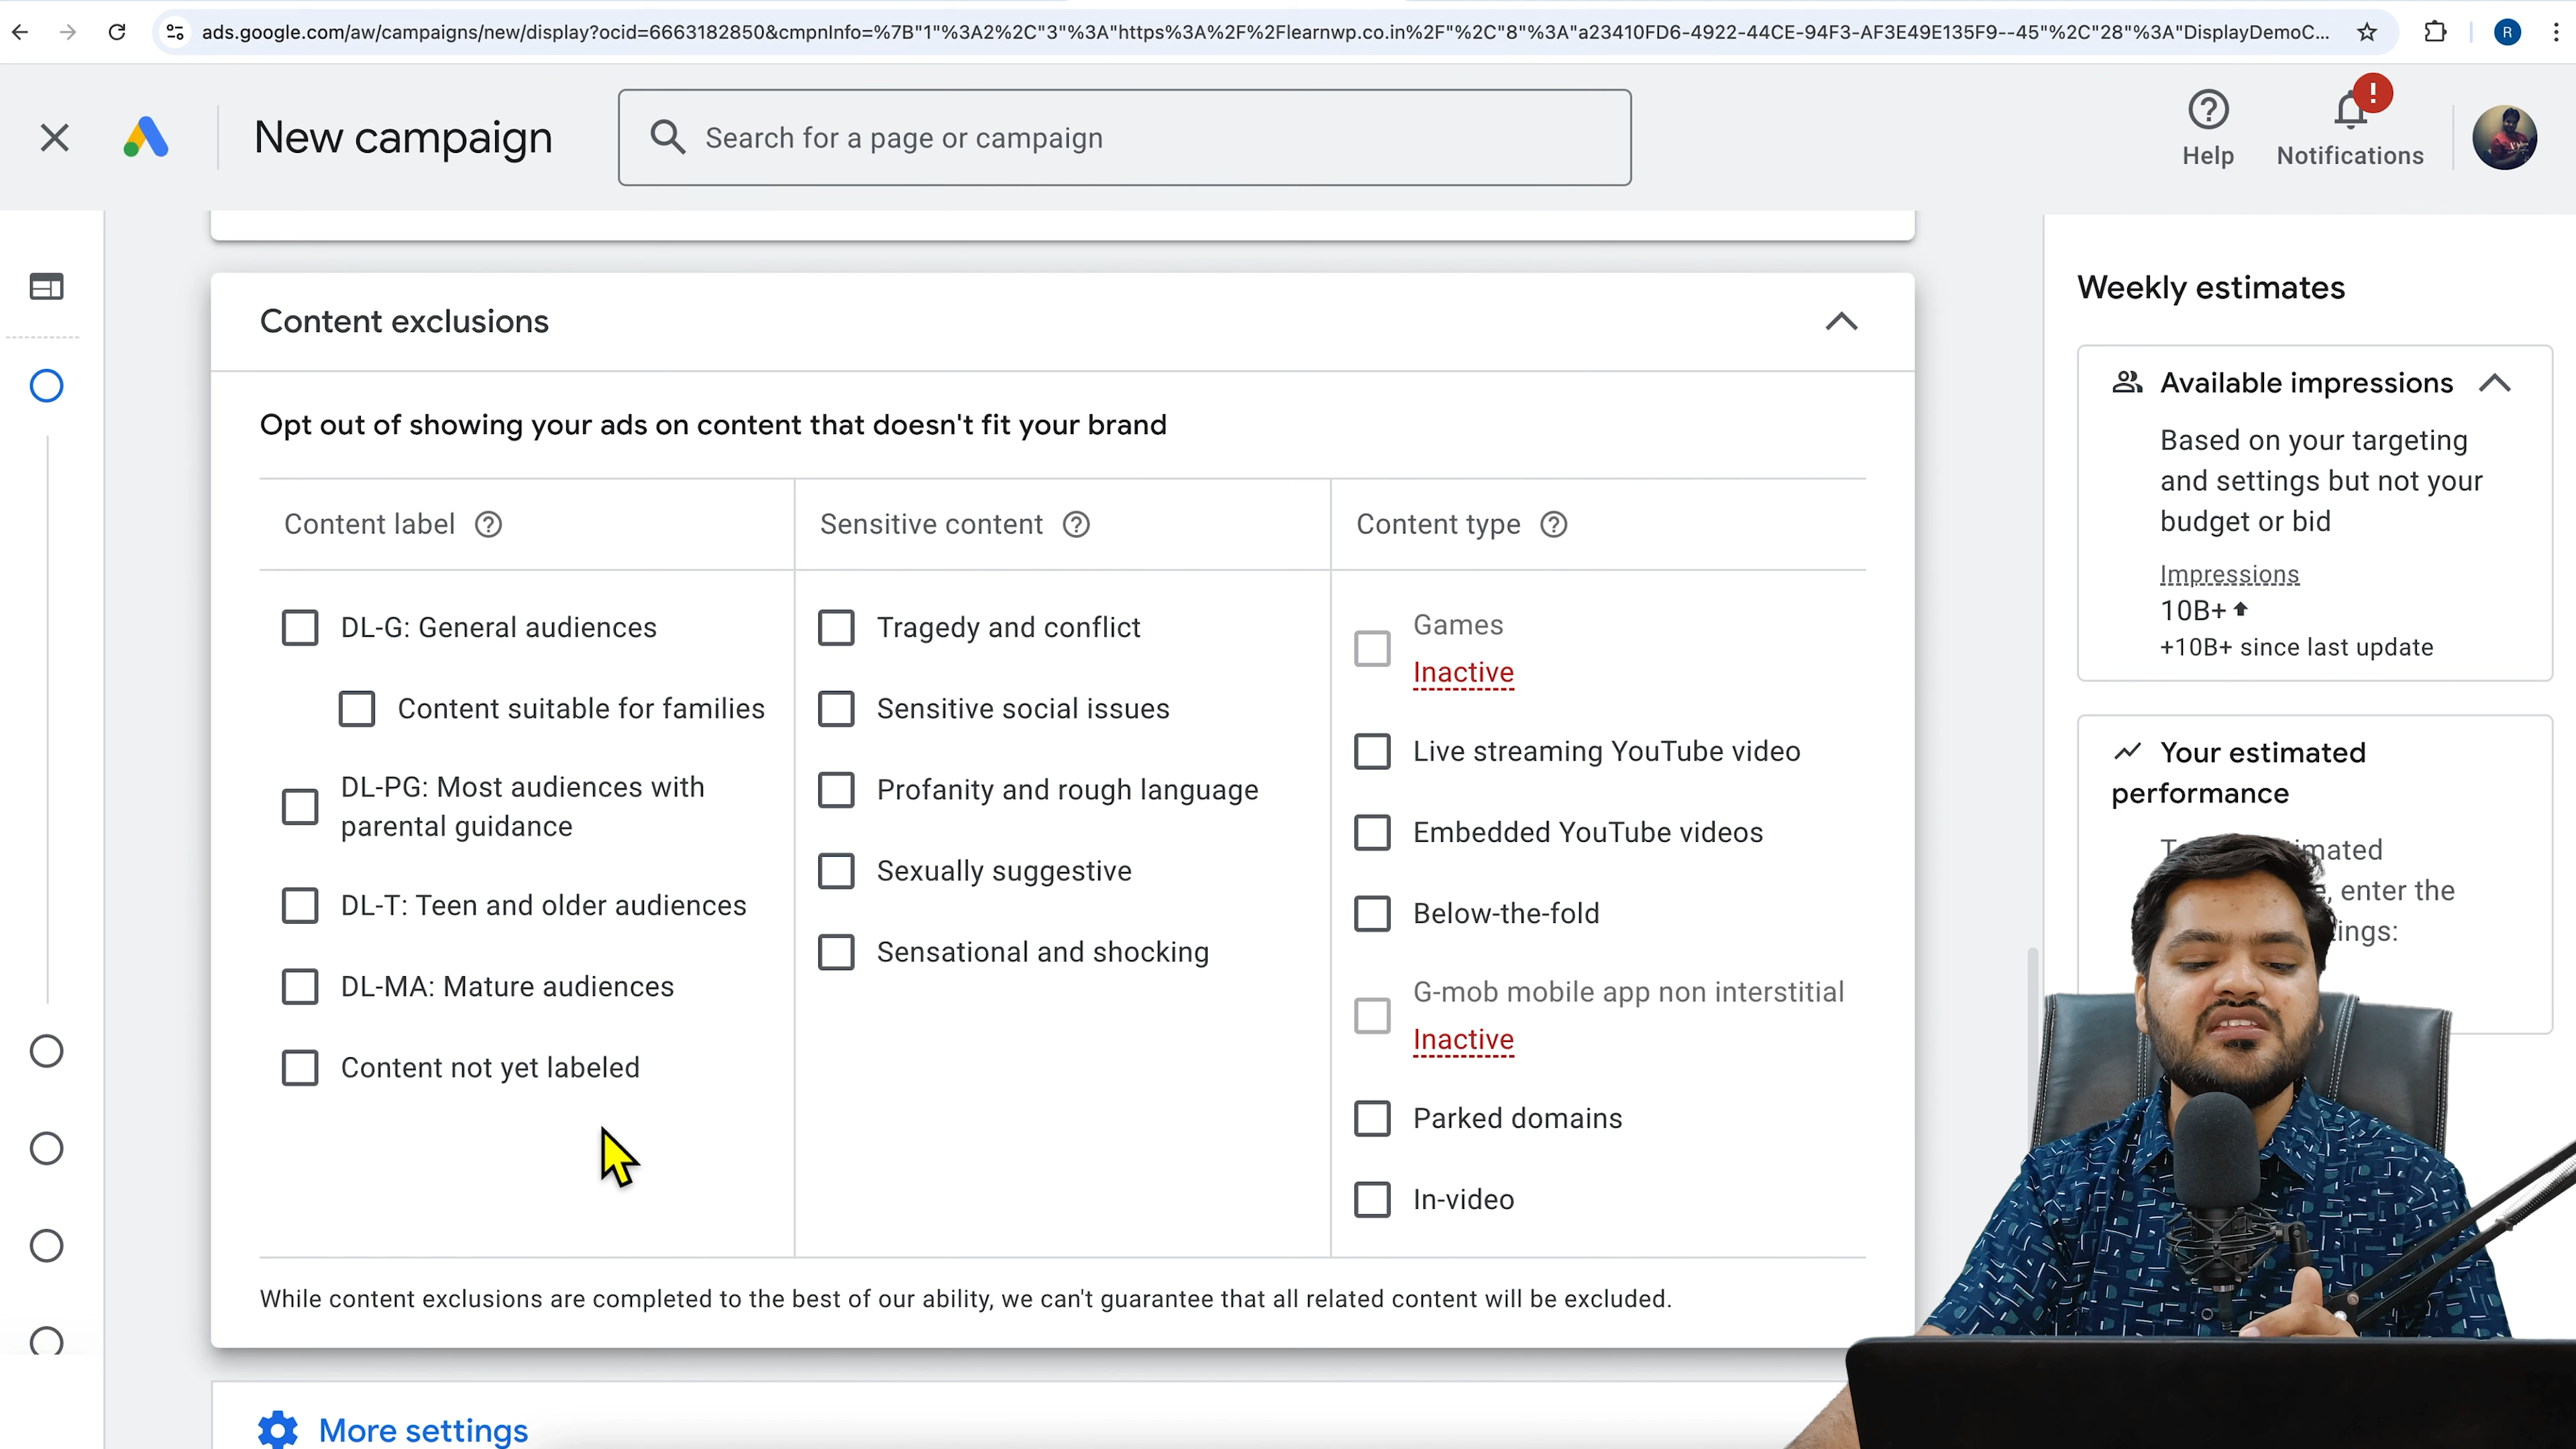 ads.google.com/aw/campaigns/new/display?ocid=6663182850&cmpnInfo=%7B"1"%3A2%2C"3"%3A"https%3A%2F%2Flearnwp.co.in%2F"%2C"8"%3A"a23410FD6-4922-44CE-94F3-AF3E49E135F9--45"%2C"28"%3A"DisplayDemoC...
R
New campaign
Search for a page or campaign
Help
!
Notifications
Content exclusions
Opt out of showing your ads on content that doesn't fit your brand
Content label
Sensitive content
Content type
DL-G: General audiences
Content suitable for families
DL-PG: Most audiences with
parental guidance
DL-T: Teen and older audiences
DL-MA: Mature audiences
Content not yet labeled
Tragedy and conflict
Sensitive social issues
Profanity and rough language
Sexually suggestive
Sensational and shocking
Games
Inactive
Live streaming YouTube video
Embedded YouTube videos
Below-the-fold
G-mob mobile app non interstitial
Inactive
Parked domains
In-video
While content exclusions are completed to the best of our ability, we can't guarantee that all related content will be excluded.
More settings
Weekly estimates
Available impressions
Based on your targeting
and settings but not your
budget or bid
Impressions
10B+
+10B+ since last update
Your estimated
performance
enter the